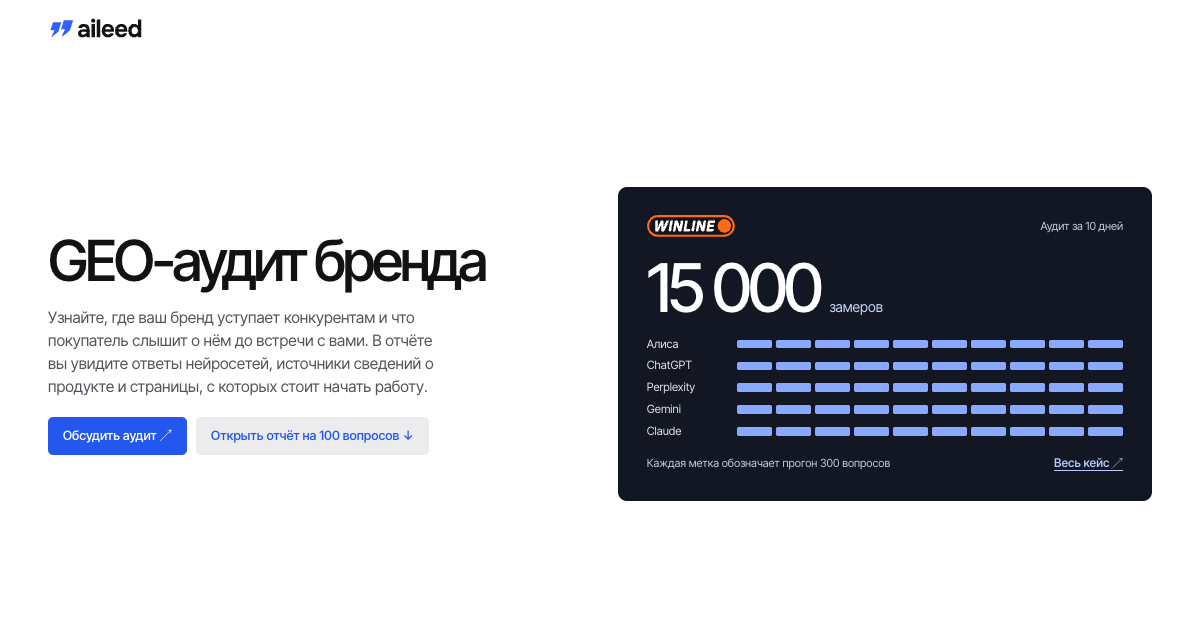 aileed
GEO-аудит бренда
Узнайте, где ваш бренд уступает конкурентам и что
покупатель слышит о нём до встречи с вами. В отчёте
вы увидите ответы нейросетей, источники сведений о
продукте и страницы, с которых стоит начать работу.
Обсудить аудит ↗
Открыть отчёт на 100 вопросов ↓
WINLINE
Аудит за 10 дней
15 000 замеров
Алиса
ChatGPT
Perplexity
Gemini
Claude
Каждая метка обозначает прогон 300 вопросов
Весь кейс ↗